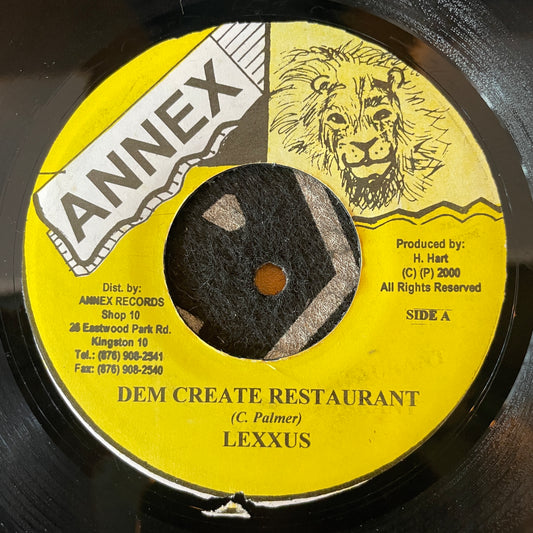 ANNEX
Produced by:
H. Hart
(C) (P) 2000
All Rights Reserved
SIDE A
Dist. by:
ANNEX RECORDS
Shop 10
26 Eastwood Park Rd.
Kingston 10
Tel.: (876) 908-2541
Fax: (876) 908-2540
DEM CREATE RESTAURANT
(C. Palmer)
LEXXUS